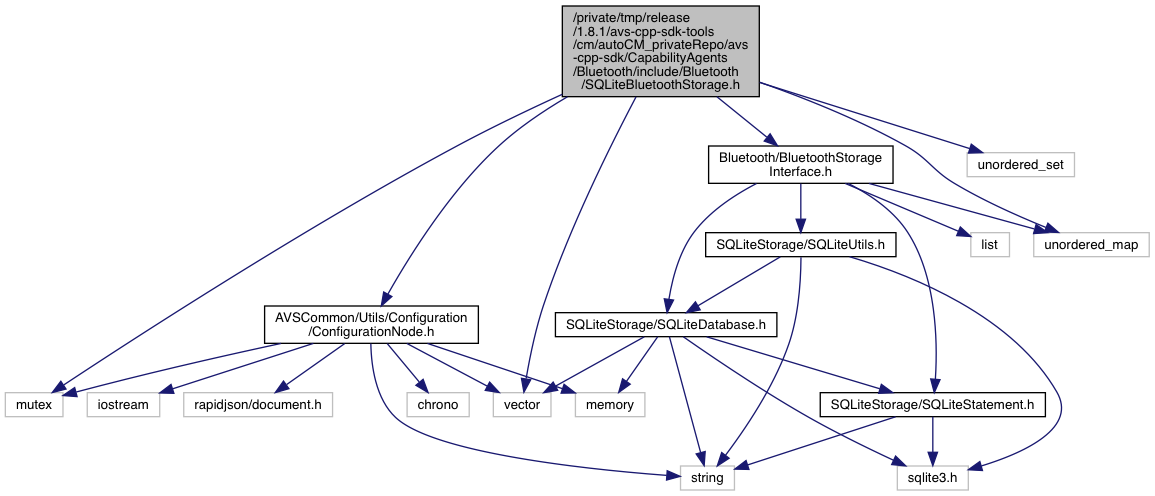 /private/tmp/release
/1.8.1/avs-cpp-sdk-tools
/cm/autoCM_privateRepo/avs
-cpp-sdk/CapabilityAgents
/Bluetooth/include/Bluetooth
/SQLiteBluetoothStorage.h
Bluetooth/BluetoothStorage
Interface.h
unordered_set
SQLiteStorage/SQLiteUtils.h
list
unordered_map
AVSCommon/Utils/Configuration
/ConfigurationNode.h
SQLiteStorage/SQLiteDatabase.h
mutex
iostream
rapidjson/document.h
chrono
vector
memory
SQLiteStorage/SQLiteStatement.h
string
sqlite3.h